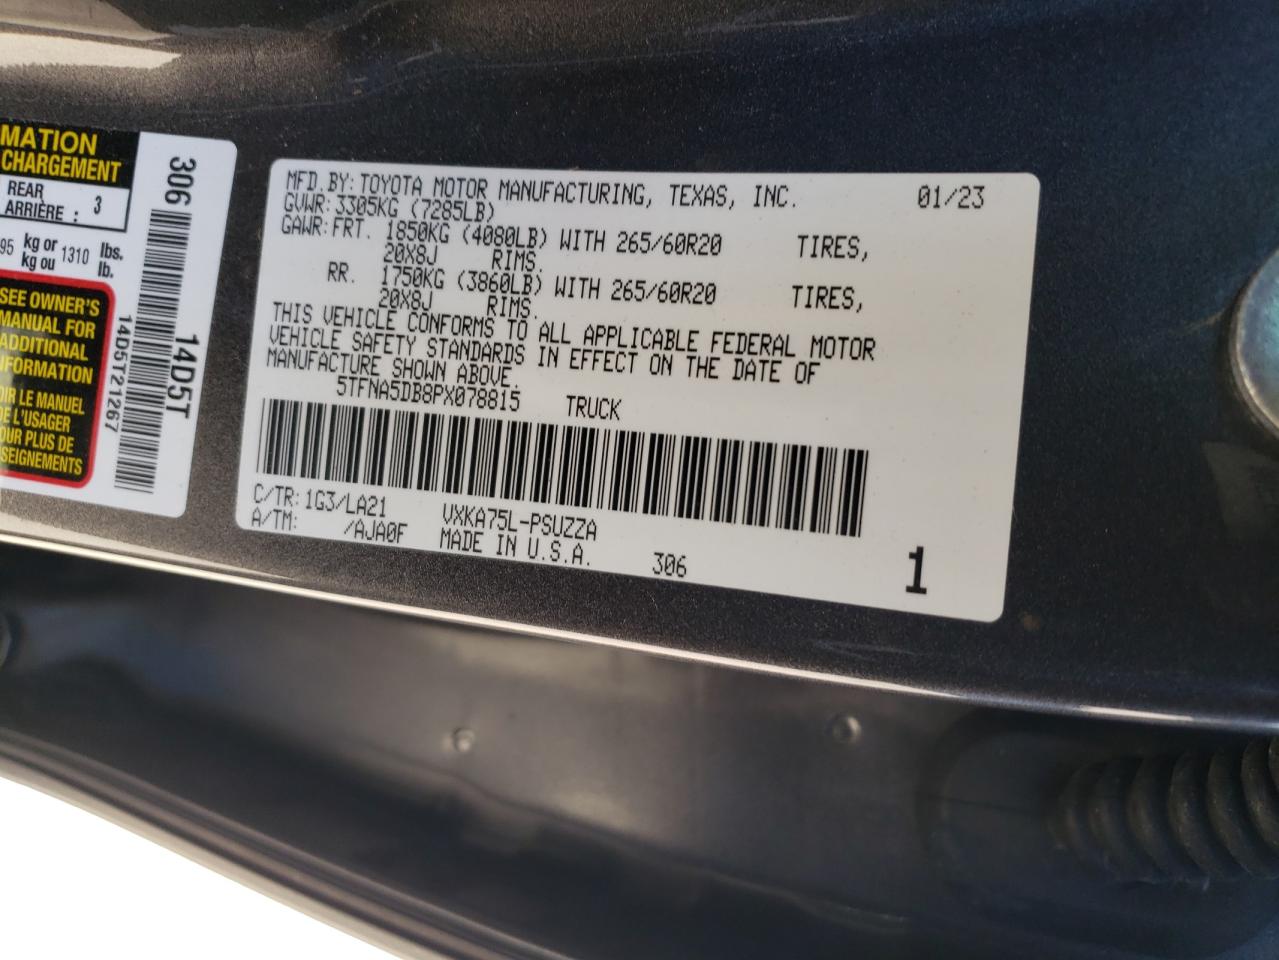 MATION
CHARGEMENT
REAR
ARRIÈRE : 3
95 kg or 1310 lbs.
kg ou lb.
SEE OWNER'S
MANUAL FOR
ADDITIONAL
INFORMATION
LE MANUEL
L'USAGER
PLUS DE
306
14D5T
14D5T21267
MFD.BY:TOYOTA MOTOR MANUFACTURING, TEXAS, INC. 01/23
GVWR:3305KG (7285LB)
GAWR:FRT. 1850KG (4080LB) WITH 265/60R20 TIRES,
20X8J RIMS.
RR. 1750KG (3860LB) WITH 265/60R20 TIRES,
20X8J RIMS.
THIS VEHICLE CONFORMS TO ALL APPLICABLE FEDERAL MOTOR
VEHICLE SAFETY STANDARDS IN EFFECT ON THE DATE OF
MANUFACTURE SHOWN ABOVE.
5TFNA5DB8PX078815 TRUCK
C/TR:1G3/LA21 VXKA75L-PSUZZA
A/TM: /AJA0F MADE IN U.S.A. 306
1